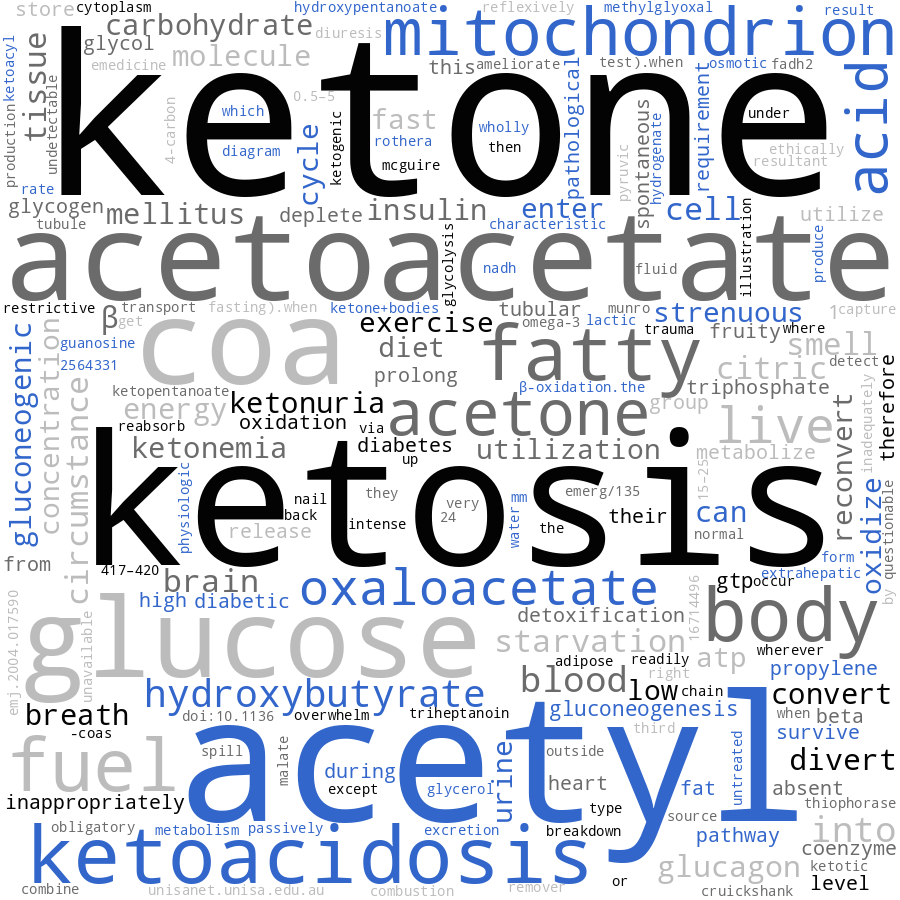 store
cytoplasm
hydroxypentanoate
reflexively
methylglyoxal
result
carbohydrate
mitochondrion
glycol
diuresis
emedicine
molecule
this
ameliorate
test).when
osmotic
fadh2
ketoacyl
production
tissue
undetectable
ketone
4-carbon
which
diagram
0.5–5
cycle
ketogenic
fast
rothera
mcguire
wholly
then
pathological
pyruvic
spontaneous
hydrogenate
requirement
under
ethically
resultant
acid
rate
glycogen
tubule
mellitus
deplete
insulin
enter
characteristic
cell
utilize
acetoacetate
glycolysis
nadh
fluid
illustration
produce
restrictive
transport
fasting).when
ketone+bodies
tubular
munro
strenuous
1
capture
β
get
omega-3
lactic
trauma
fruity
where
guanosine
2564331
coa
exercise
diet
prolong
fatty
smell
citric
detect
therefore
gluconeogenic
concentration
circumstance
ketopentanoate
β-oxidation.the
triphosphate
energy
ketonuria
acetone
group
live
reabsorb
oxidation
via
ketonemia
diabetes
utilization
metabolize
reconvert
inadequately
up
ketosis
physiologic
nail
back
they
very
24
mm
water
emerg/135
15–25
release
intense
the
their
can
normal
oxidize
questionable
by
from
417–420
form
extrahepatic
brain
high
diabetic
oxaloacetate
gtp
occur
16714496
body
emj.2004.017590
unavailable
glucose
detoxification
starvation
wherever
adipose
readily
right
atp
propylene
blood
low
chain
convert
hydroxybutyrate
breath
-coas
doi:10.1136
overwhelm
triheptanoin
gluconeogenesis
when
beta
third
survive
fuel
spill
malate
acetyl
during
except
glycerol
urine
outside
heart
fat
untreated
divert
absent
inappropriately
type
source
thiophorase
obligatory
metabolism
passively
excretion
breakdown
pathway
into
coenzyme
ketoacidosis
glucagon
ketotic
level
combine
unisanet.unisa.edu.au
combustion
remover
or
cruickshank